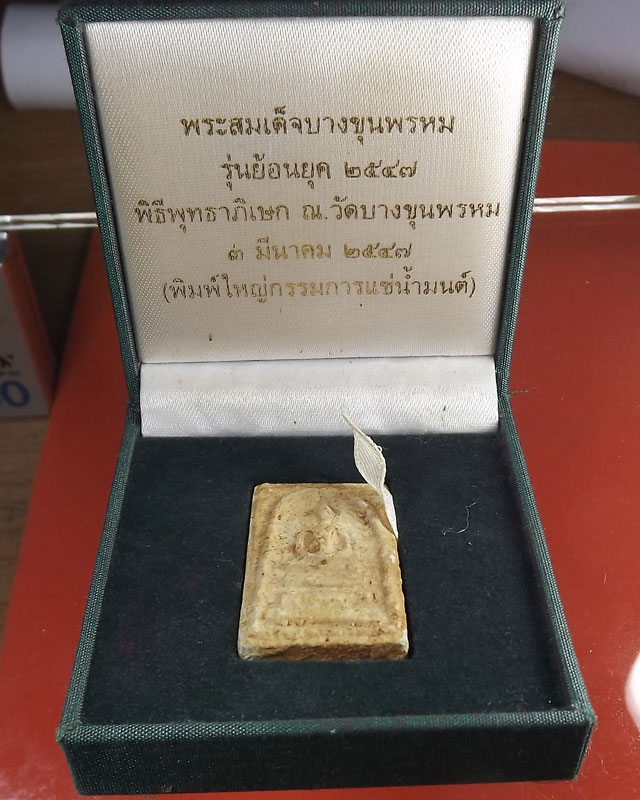 พระสมเด็จบางขุนพรหม
รุ่นย้อนยุค ๒๕๔๗
พิธีพุทธาภิเษก ณ.วัดบางขุนพรหม
๓ มีนาคม ๒๕๔๗
(พิมพ์ใหญ่กรรมการแช่น้ำมนต์)